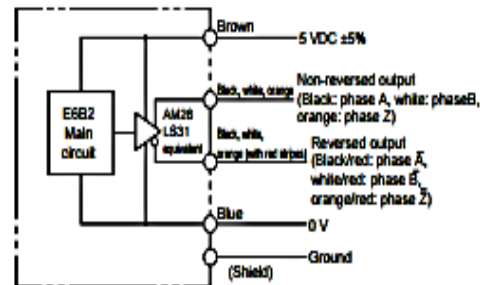 Brown
5 VDC ±5%
E6B2
Main
circuit
AM26
LS31
equivalent
Black, white, orange
Non-reversed output
(Black: phase A, white: phaseB,
orange: phase Z)
Black, white,
orange (with red stripes)
Reversed output
(Black/red: phase A̅,
white/red: phase B̅,
orange/red: phase Z̅)
Blue
0 V
Ground
(Shield)